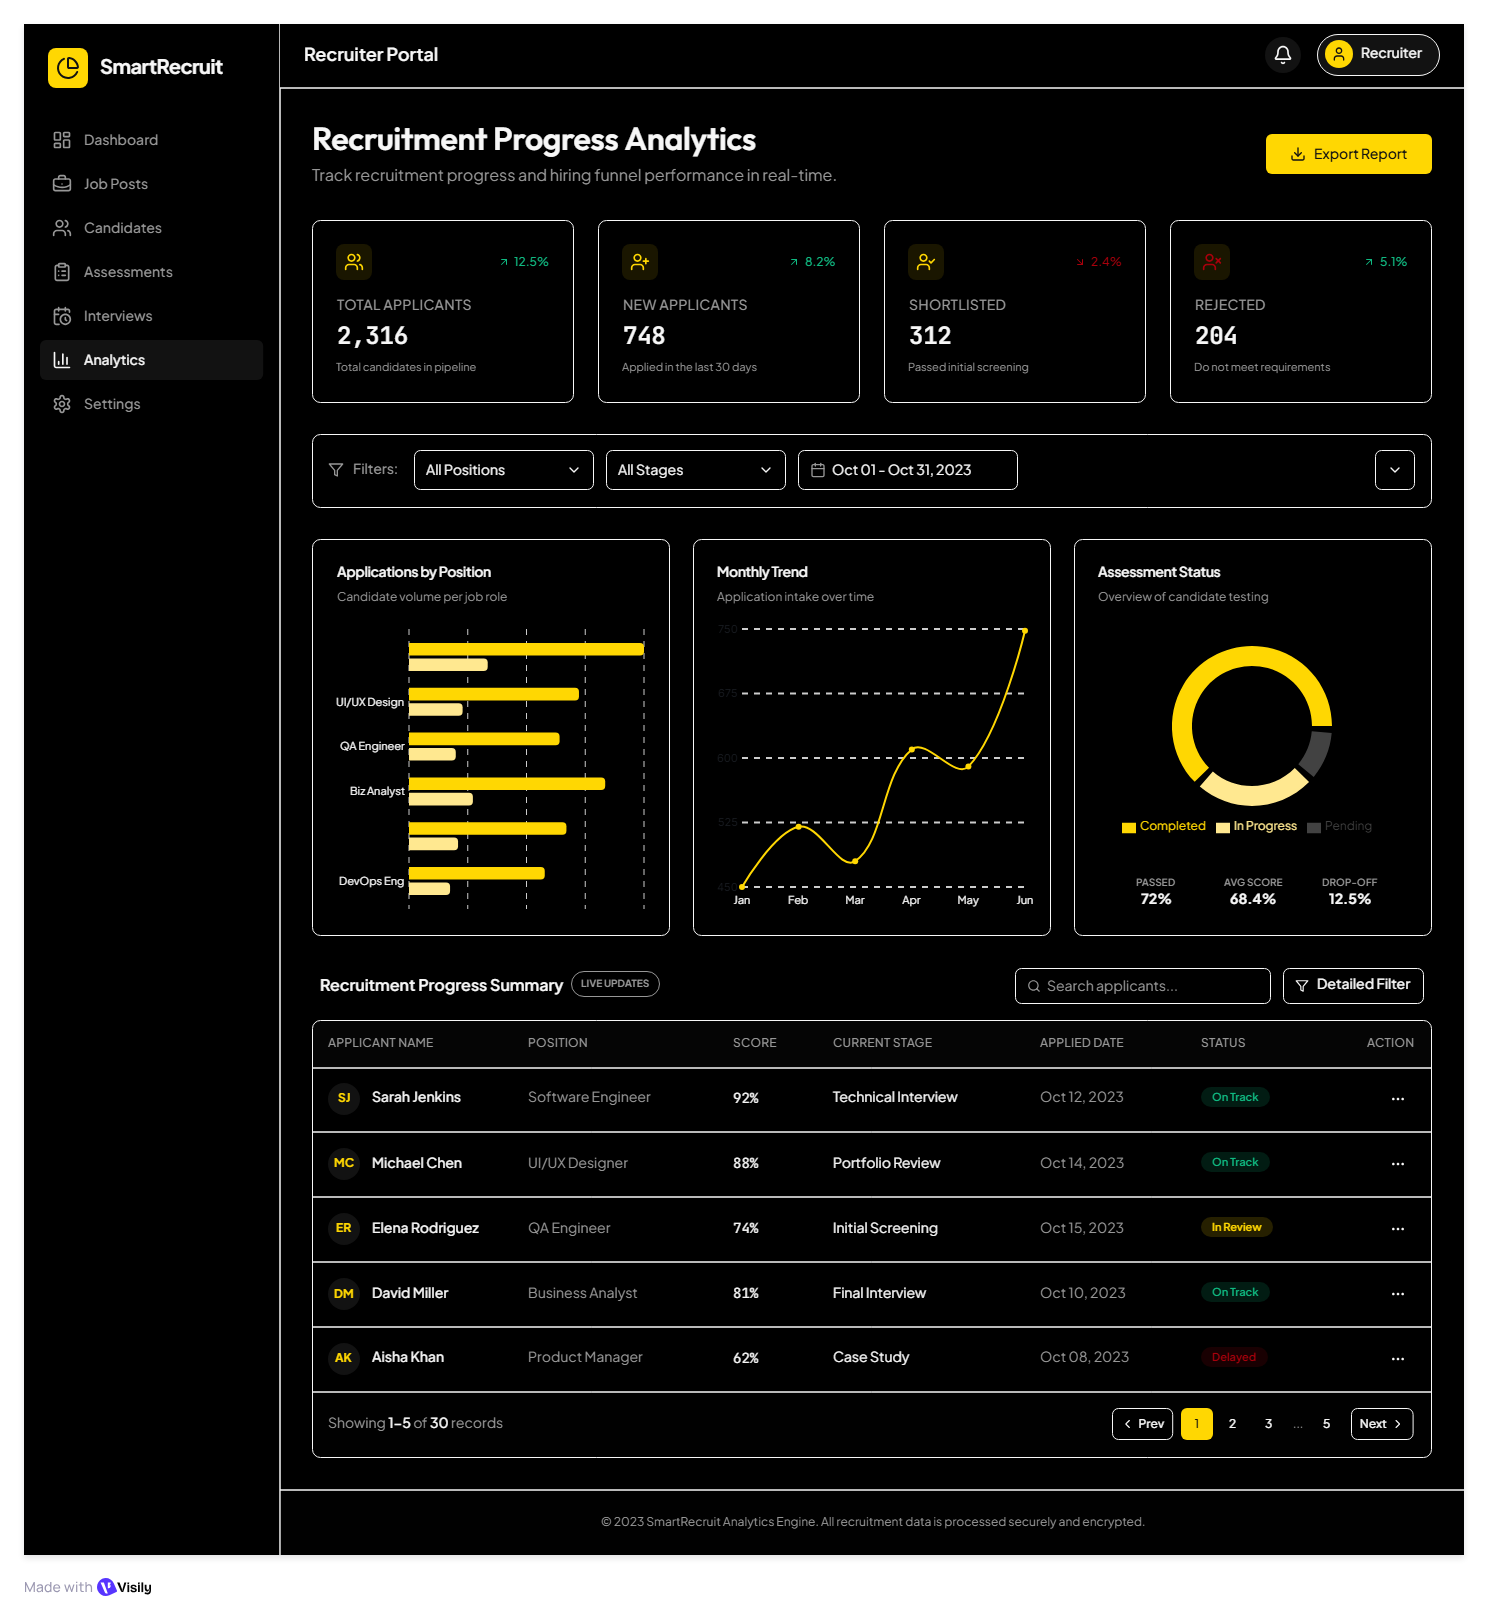 SmartRecruit
Dashboard
Job Posts
Candidates
Assessments
Interviews
Analytics
Settings
Recruiter Portal
Recruiter
Recruitment Progress Analytics
Track recruitment progress and hiring funnel performance in real-time.
Export Report
12.5%
TOTAL APPLICANTS
2,316
Total candidates in pipeline
8.2%
NEW APPLICANTS
748
Applied in the last 30 days
2.4%
SHORTLISTED
312
Passed initial screening
5.1%
REJECTED
204
Do not meet requirements
Filters:
All Positions
All Stages
Oct 01 - Oct 31, 2023
Applications by Position
Candidate volume per job role
UI/UX Design
QA Engineer
Biz Analyst
DevOps Eng
Monthly Trend
Application intake over time
750
675
600
525
450
Jan Feb Mar Apr May Jun
Assessment Status
Overview of candidate testing
Completed In Progress Pending
PASSED
72%
AVG SCORE
68.4%
DROP-OFF
12.5%
Recruitment Progress Summary
LIVE UPDATES
Search applicants...
Detailed Filter
APPLICANT NAME POSITION SCORE CURRENT STAGE APPLIED DATE STATUS ACTION
SJ Sarah Jenkins Software Engineer 92% Technical Interview Oct 12, 2023 On Track ...
MC Michael Chen UI/UX Designer 88% Portfolio Review Oct 14, 2023 On Track ...
ER Elena Rodriguez QA Engineer 74% Initial Screening Oct 15, 2023 In Review ...
DM David Miller Business Analyst 81% Final Interview Oct 10, 2023 On Track ...
AK Aisha Khan Product Manager 62% Case Study Oct 08, 2023 Delayed ...
Showing 1–5 of 30 records
Prev 1 2 3 ... 5 Next
© 2023 SmartRecruit Analytics Engine. All recruitment data is processed securely and encrypted.
Made with Visily